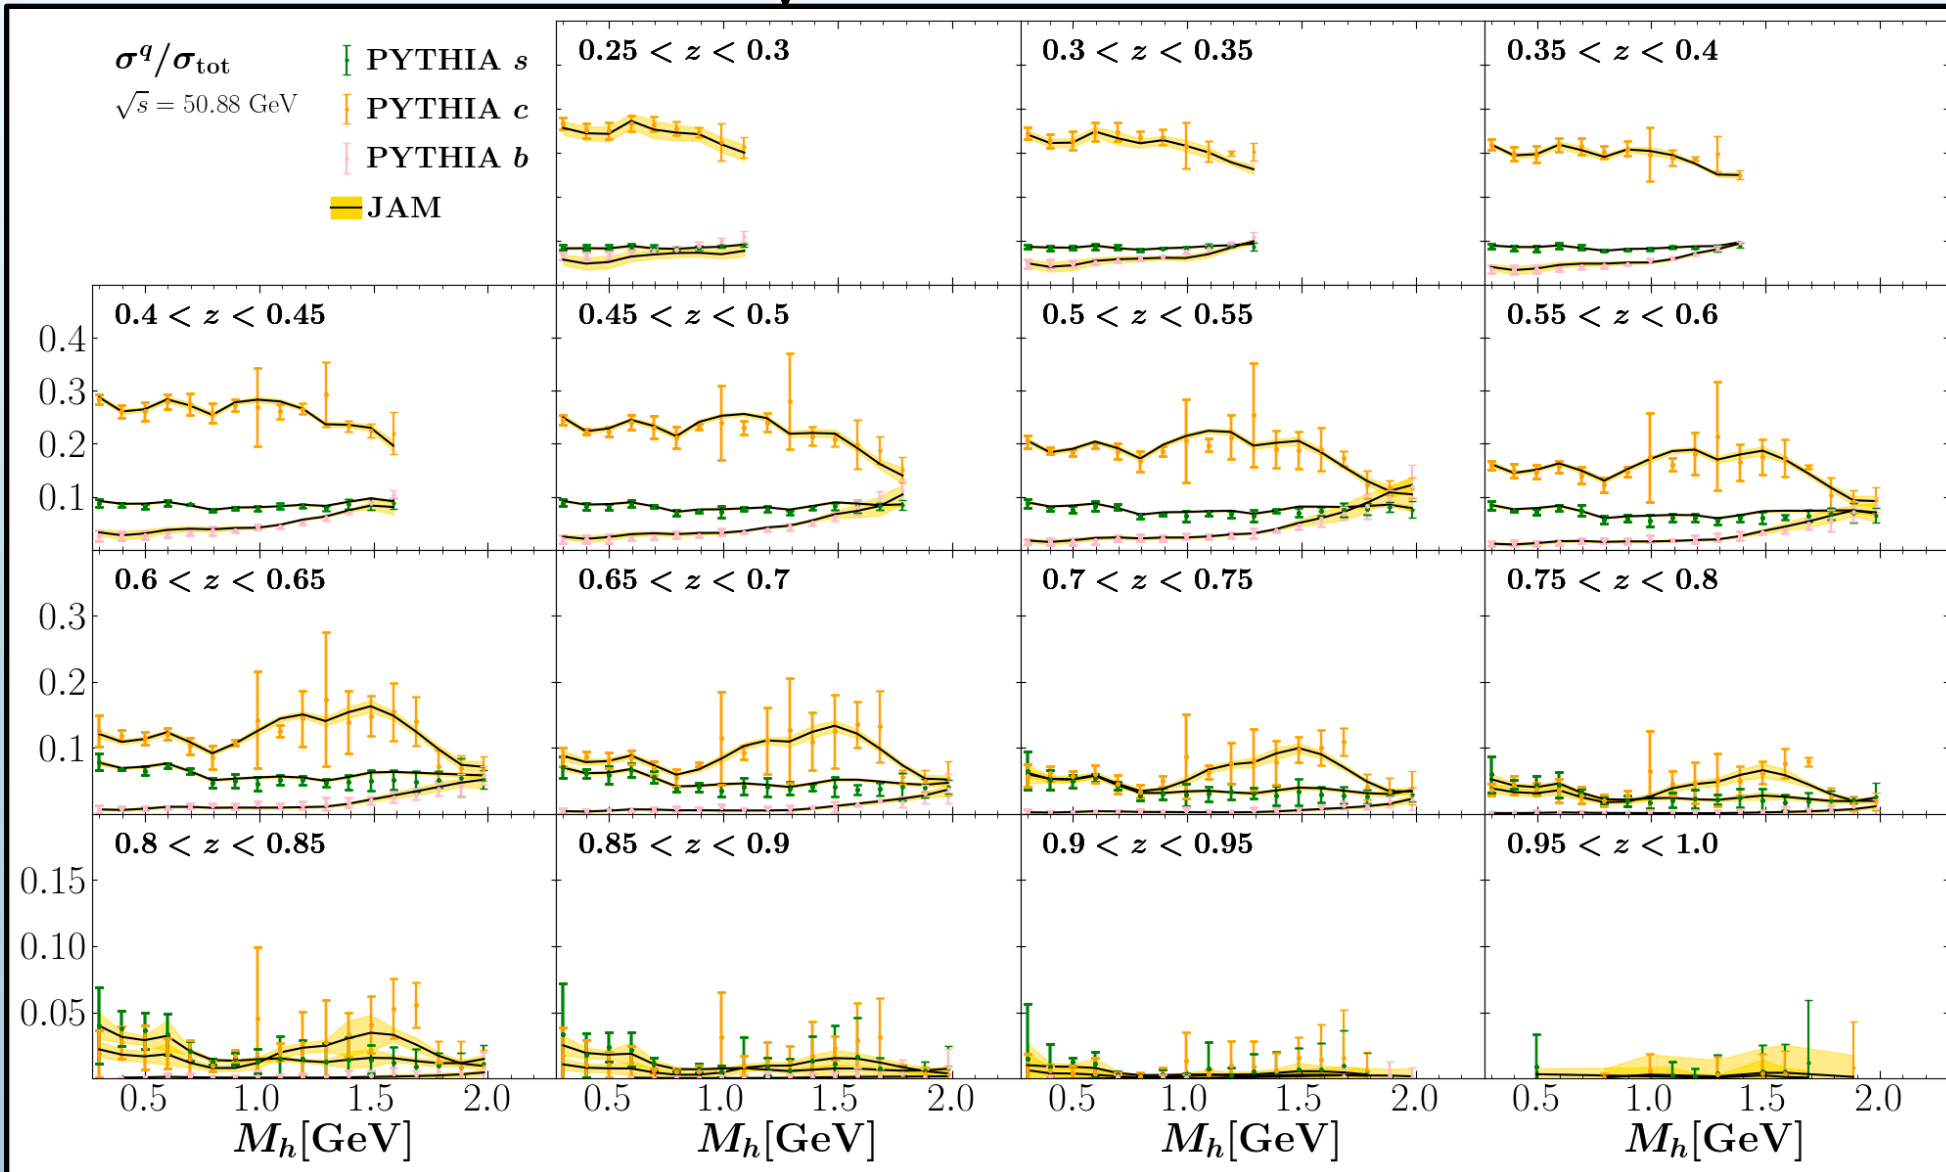 σ^q/σ_tot
√s = 50.88 GeV
PYTHIA s
PYTHIA c
PYTHIA b
JAM
0.25 < z < 0.3
0.3 < z < 0.35
0.35 < z < 0.4
0.4 < z < 0.45
0.45 < z < 0.5
0.5 < z < 0.55
0.55 < z < 0.6
0.4
0.3
0.2
0.1
0.6 < z < 0.65
0.65 < z < 0.7
0.7 < z < 0.75
0.75 < z < 0.8
0.3
0.2
0.1
0.8 < z < 0.85
0.85 < z < 0.9
0.9 < z < 0.95
0.95 < z < 1.0
0.15
0.10
0.05
0.5 1.0 1.5 2.0 0.5 1.0 1.5 2.0 0.5 1.0 1.5 2.0 0.5 1.0 1.5 2.0
M_h[GeV] M_h[GeV] M_h[GeV] M_h[GeV]